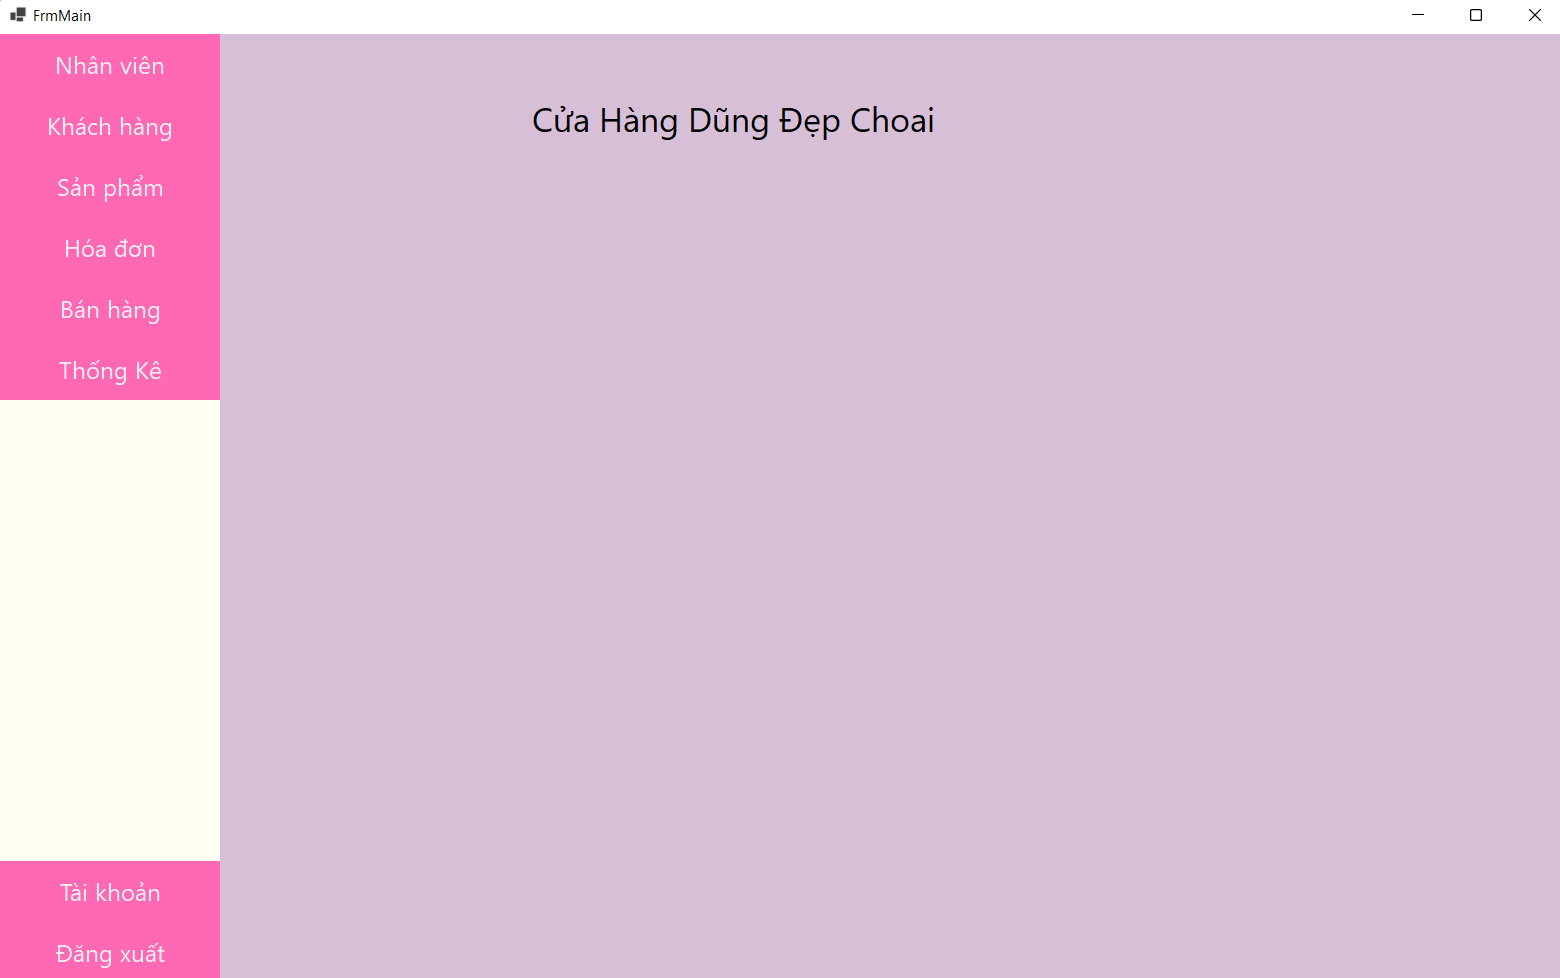 FrmMain
Nhân viên
Khách hàng
Sản phẩm
Hóa đơn
Bán hàng
Thống Kê
Tài khoản
Đăng xuất
Cửa Hàng Dũng Đẹp Choai